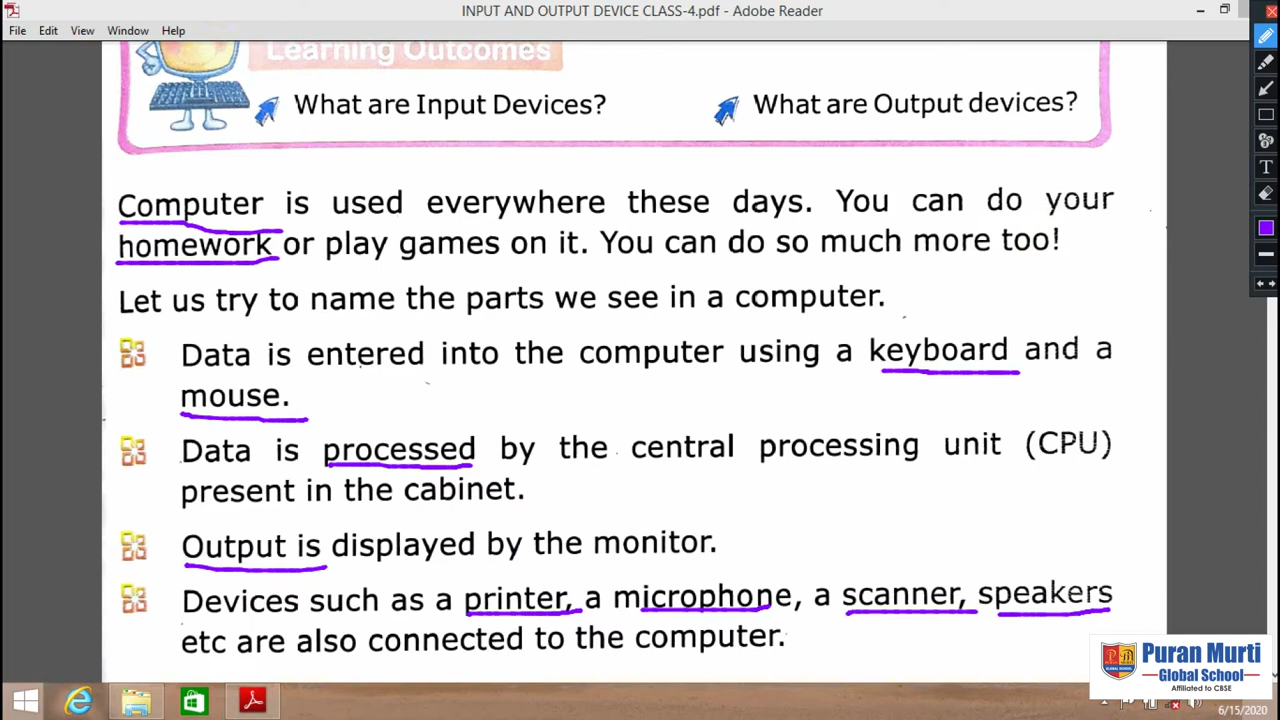 INPUT AND OUTPUT DEVICE CLASS-4.pdf - Adobe Reader
File Edit View Window Help
Learning Outcomes
What are Input Devices? What are Output devices?
Computer is used everywhere these days. You can do your
homework or play games on it. You can do so much more too!
Let us try to name the parts we see in a computer.
Data is entered into the computer using a keyboard and a
mouse.
Data is processed by the central processing unit (CPU)
present in the cabinet.
Output is displayed by the monitor.
Devices such as a printer, a microphone, a scanner, speakers
etc are also connected to the computer.
Puran Murti
Global School
Affiliated to CBSE
6/15/2020